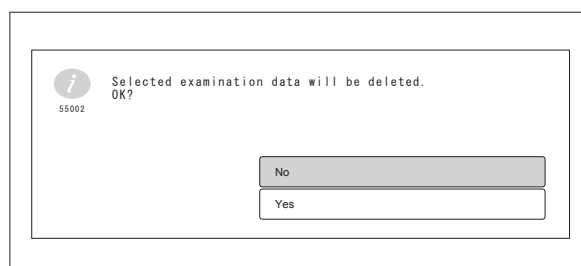 i
Selected examination data will be deleted.
OK?
55002
No
Yes